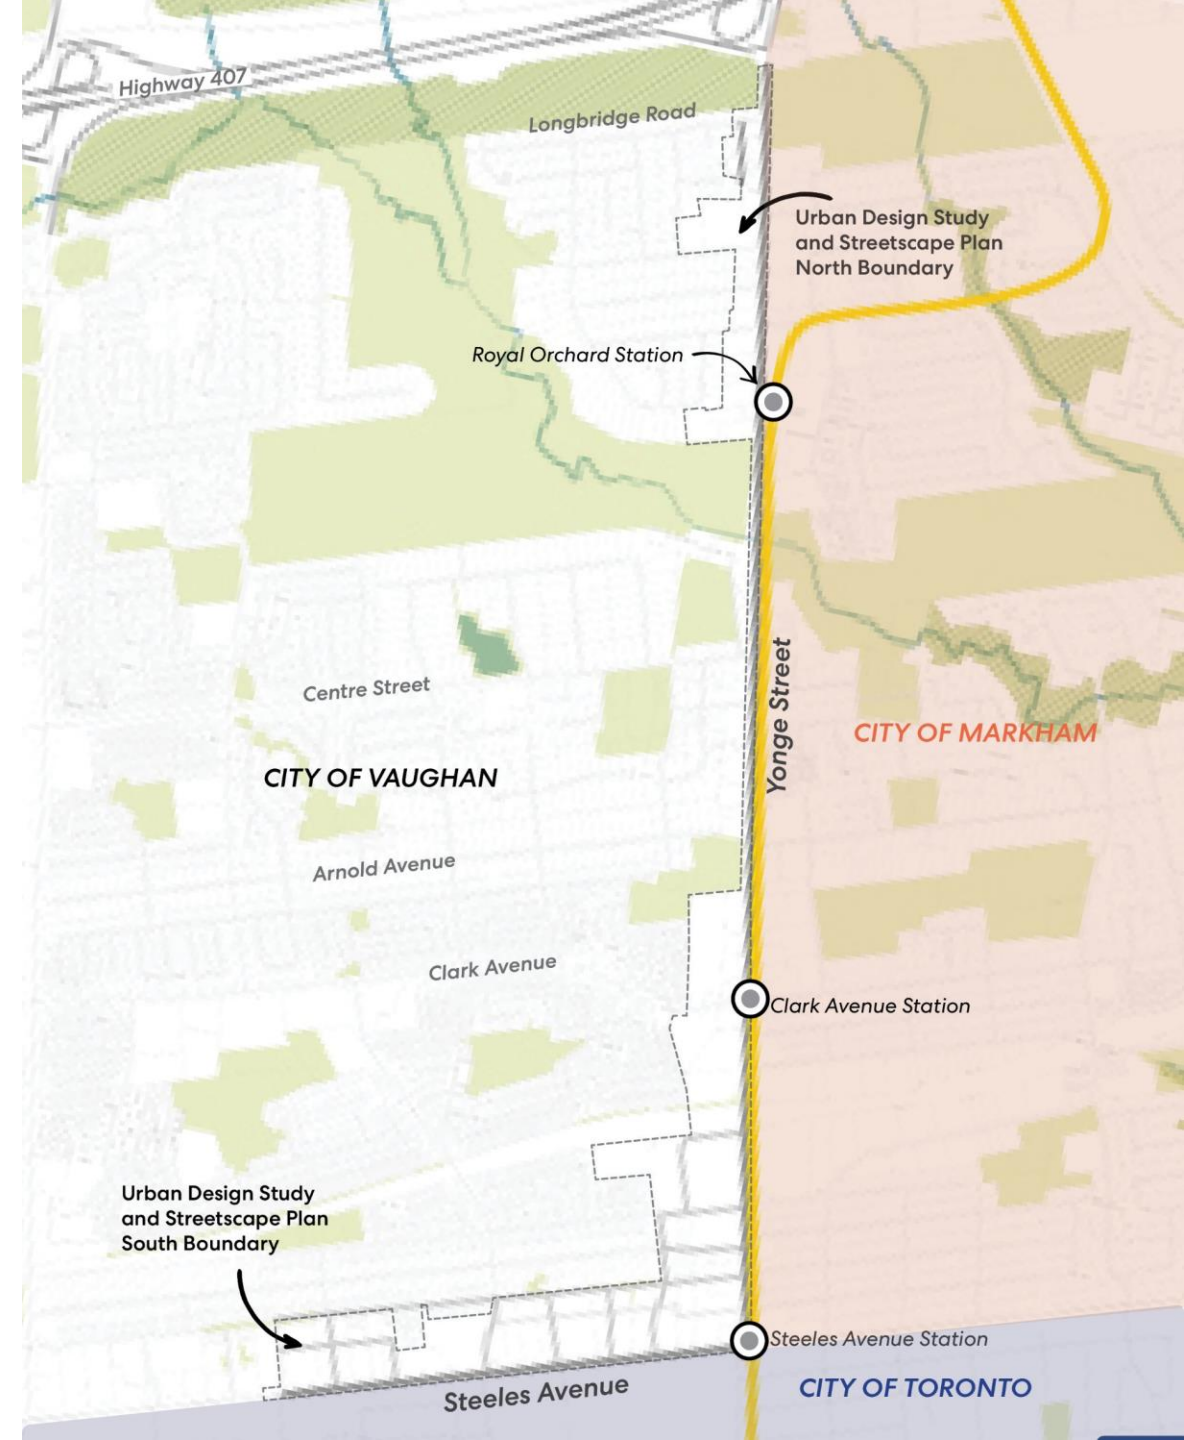 Highway 407
Longbridge Road
Urban Design Study
and Streetscape Plan
North Boundary
Royal Orchard Station
Yonge Street
Centre Street
CITY OF MARKHAM
CITY OF VAUGHAN
Arnold Avenue
Clark Avenue
Clark Avenue Station
Urban Design Study
and Streetscape Plan
South Boundary
Steeles Avenue Station
Steeles Avenue
CITY OF TORONTO